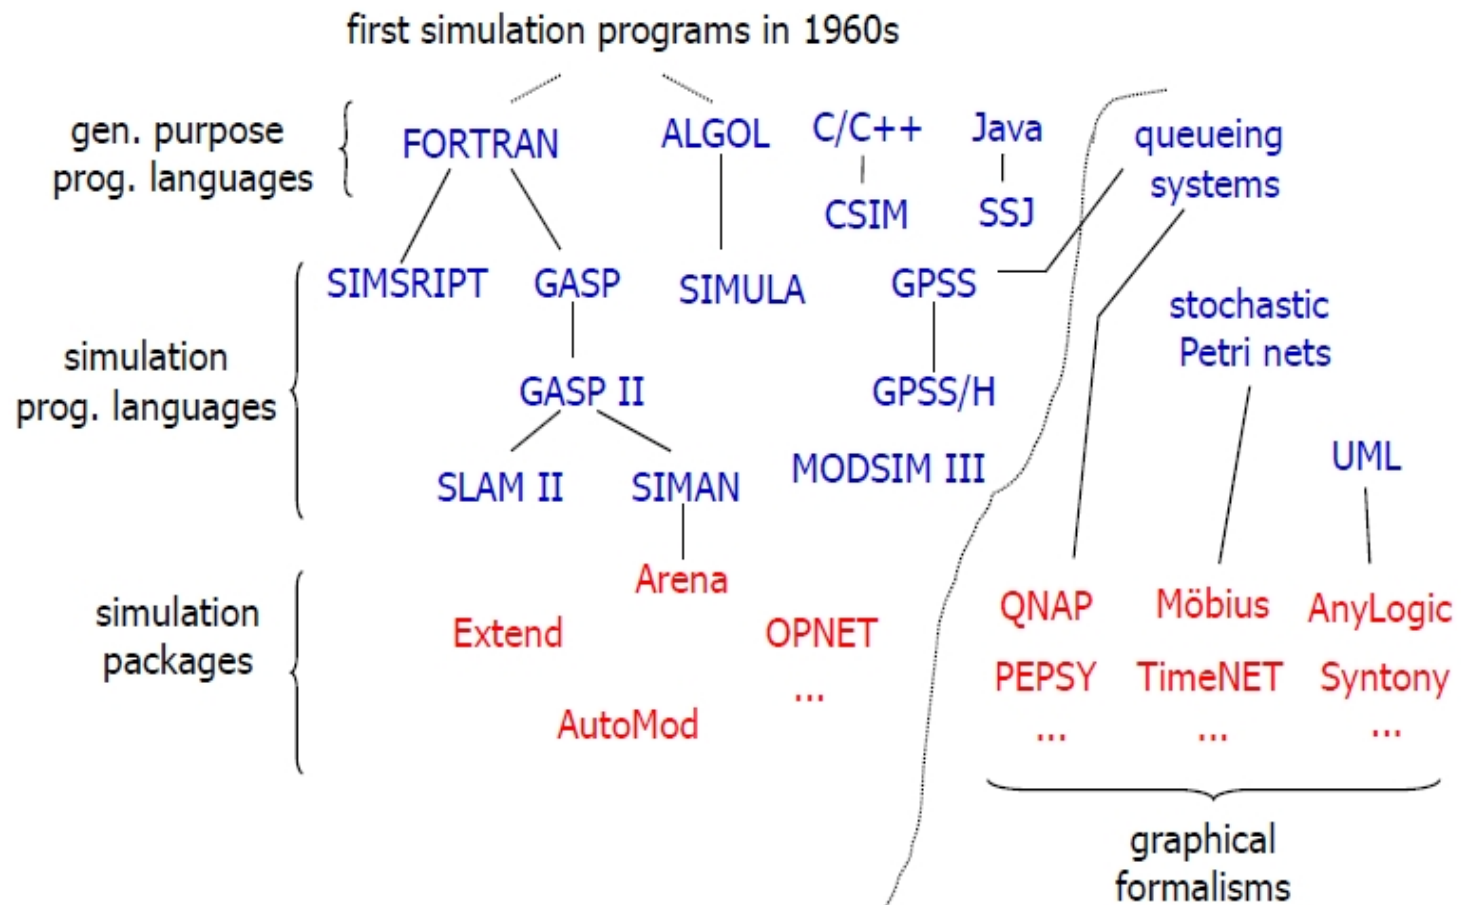 first simulation programs in 1960s
gen. purpose
prog. languages
FORTRAN
ALGOL
C/C++
Java
queueing
systems
CSIM
SSJ
SIMSRIPT
GASP
SIMULA
GPSS
stochastic
Petri nets
simulation
prog. languages
GASP II
GPSS/H
SLAM II
SIMAN
MODSIM III
UML
simulation
packages
Arena
Extend
OPNET
...
AutoMod
QNAP
Möbius
AnyLogic
PEPSY
TimeNET
Syntony
...
...
...
graphical
formalisms